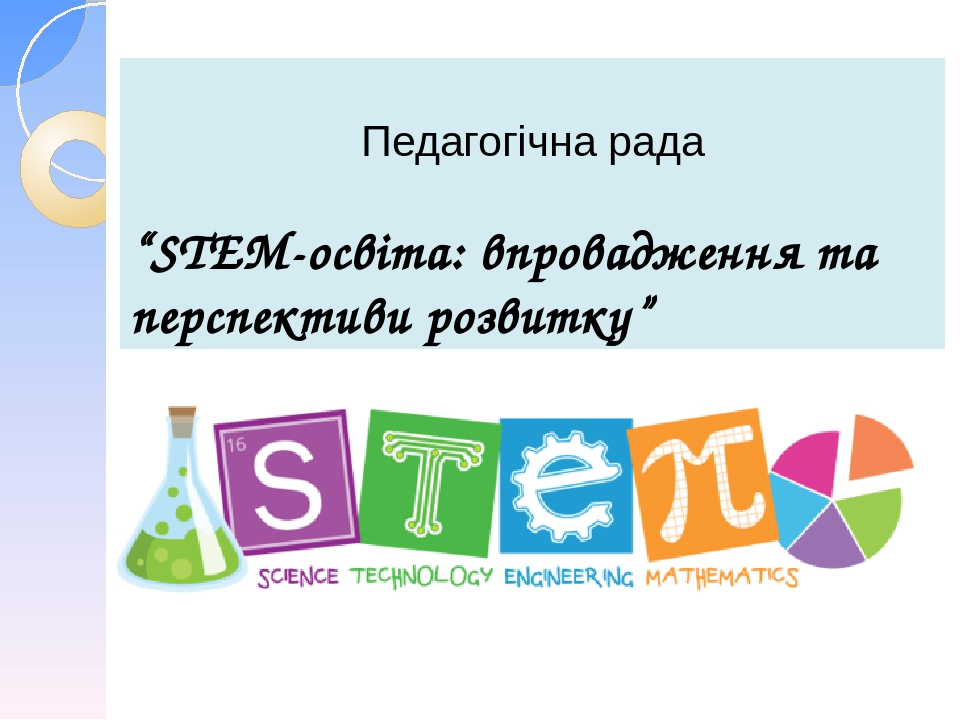 Педагогічна рада
“STEM-освіта: впровадження та
перспективи розвитку”
16
S T e π
SCIENCE TECHNOLOGY ENGINEERING MATHEMATICS